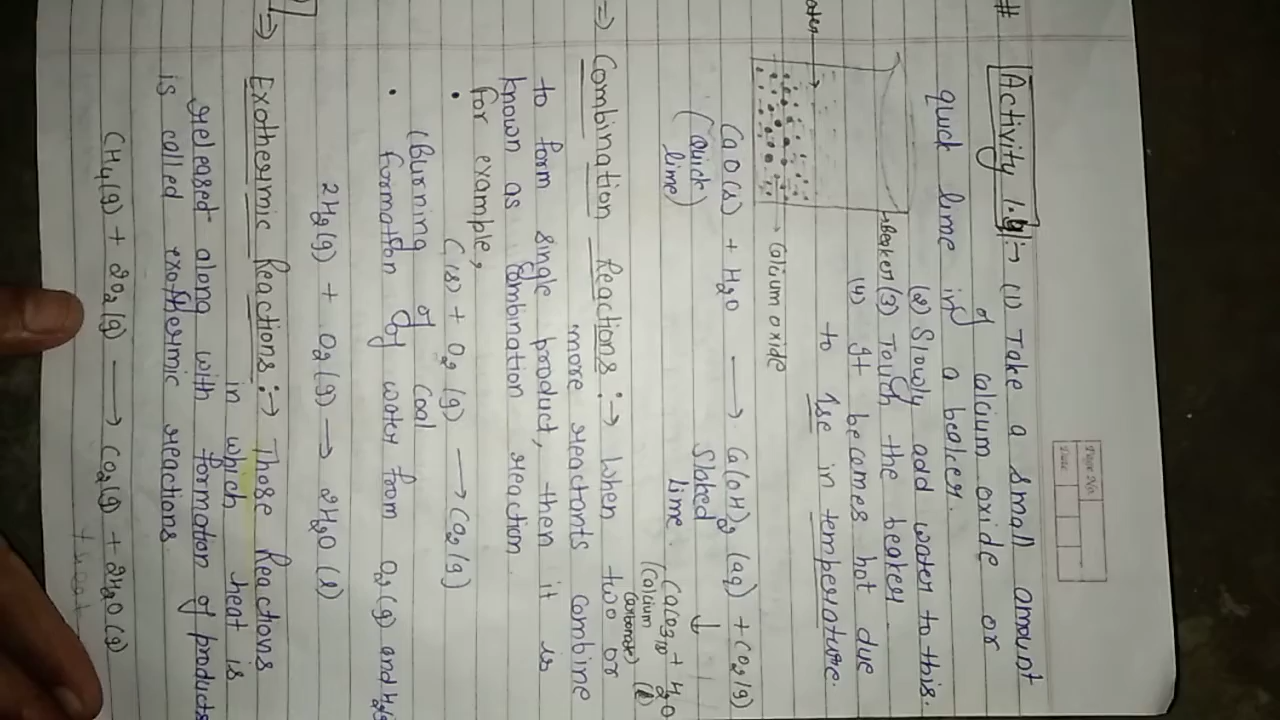 Page No.
Date
# Activity 1.4 :→ (1) Take a small amount
of calcium oxide or
quick lime in a beaker.
(2) Slowly add water to this.
beaker (3) Touch the beaker.
(4) It becomes hot due
to rise in temperature.
calcium oxide
CaO(s) + H2O → Ca(OH)2 (aq) + CO2(g)
(Quick lime)
Slaked lime
↓
CaCO3(s) + H2O (l)
(Calcium carbonate)
=> Combination Reactions :→ When two or
more reactants combine
to form single product, then it is
known as combination reaction.
for example,
• C(s) + O2 (g) → CO2(g)
(Burning of coal
• formation of water from O2(g) and H2(g
2H2(g) + O2(g) → 2H2O(l)
=> Exothermic Reactions :→ Those Reactions
in which heat is
released along with formation of products
is called exothermic reactions.
CH4(g) + 2O2(g) → CO2(g) + 2H2O(g)
+ heat